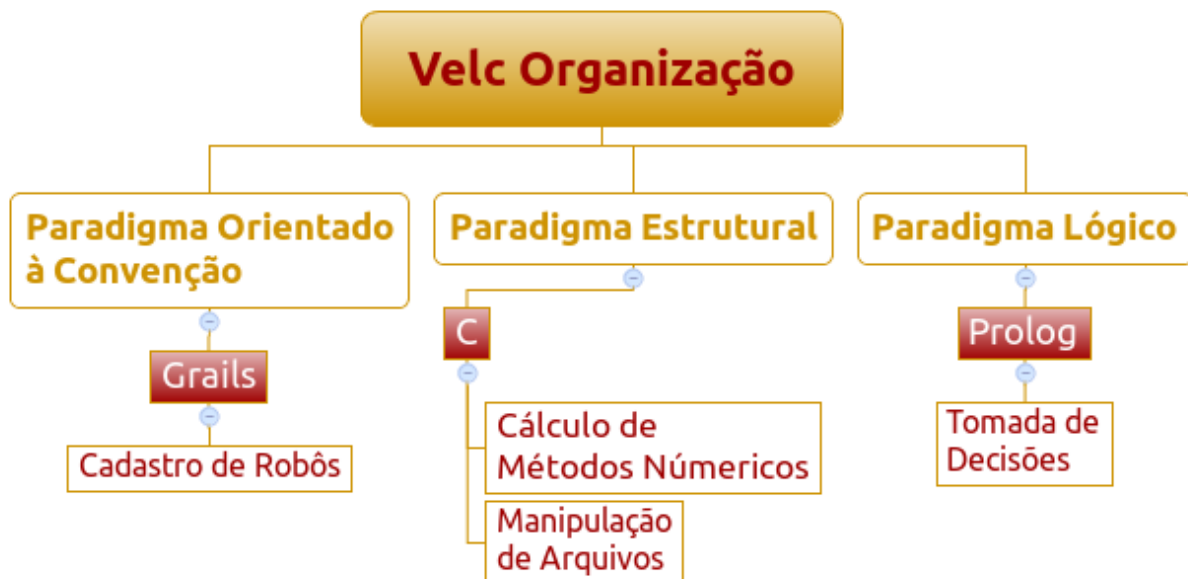 Velc Organização
Paradigma Orientado
à Convenção
Grails
Cadastro de Robôs
Paradigma Estrutural
C
Cálculo de
Métodos Númericos
Manipulação
de Arquivos
Paradigma Lógico
Prolog
Tomada de
Decisões